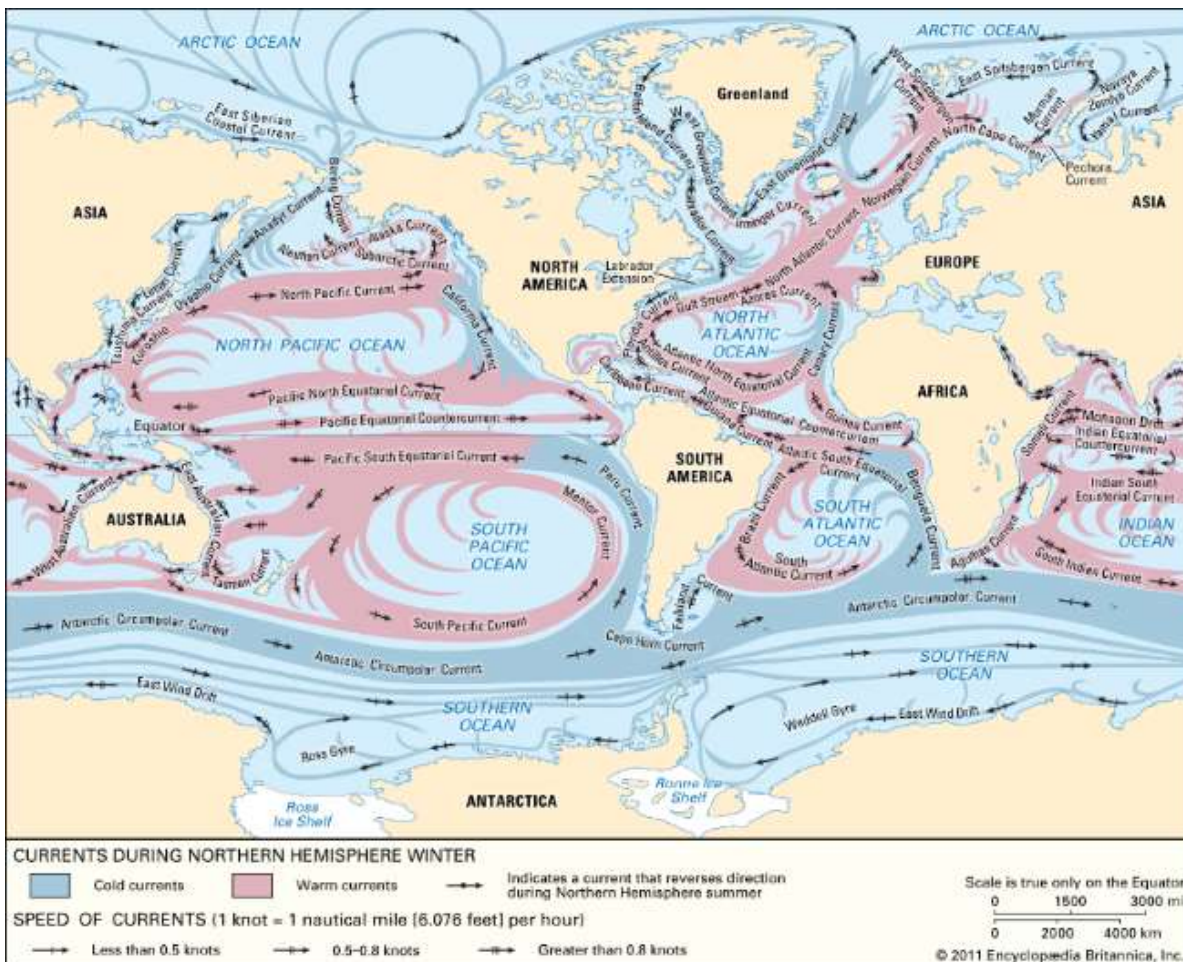 ARCTIC OCEAN
ARCTIC OCEAN
East Siberian
Coastal Current
Greenland
West Spitsbergen
Current
East Spitsbergen Current
Novaya
Zemlya Current
Murman
Current
North Cape Current
Pechora
Current
West Greenland Current
East Greenland Current
Labrador Current
Irminger Current
Norwegian Current
North Atlantic Current
Labrador
Extension
ASIA
ASIA
EUROPE
NORTH
AMERICA
Anadyr Current
Oyashio Current
Aleutian Current
Alaska Current
Subarctic Current
North Pacific Current
California Current
Tsushima Current
Kuroshio
NORTH PACIFIC OCEAN
Pacific North Equatorial Current
Pacific Equatorial Countercurrent
Equator
Pacific South Equatorial Current
Florida Current
Gulf Stream
Azores Current
NORTH
ATLANTIC
OCEAN
Canary Current
Antilles Current
Caribbean Current
Atlantic North Equatorial Current
Atlantic Equatorial Countercurrent
Guiana Current
Guinea Current
Atlantic South Equatorial
Current
AFRICA
Somali Current
Monsoon Drift
Indian Equatorial
Countercurrent
Indian South
Equatorial Current
INDIAN
OCEAN
SOUTH
AMERICA
Peru Current
Mentor Current
SOUTH
PACIFIC
OCEAN
Brazil Current
SOUTH
ATLANTIC
OCEAN
South
Atlantic Current
Benguela Current
Agulhas Current
South Indian Current
AUSTRALIA
West Australian Current
East Australian Current
Tasman Current
South Pacific Current
Falkland Current
Cape Horn Current
Antarctic Circumpolar Current
Antarctic Circumpolar Current
Antarctic Circumpolar Current
East Wind Drift
SOUTHERN
OCEAN
SOUTHERN
OCEAN
Ross Gyre
Weddell Gyre
East Wind Drift
Ross
Ice Shelf
ANTARCTICA
Ronne Ice
Shelf
CURRENTS DURING NORTHERN HEMISPHERE WINTER
Cold currents
Warm currents
Indicates a current that reverses direction
during Northern Hemisphere summer
SPEED OF CURRENTS (1 knot = 1 nautical mile [6.076 feet] per hour)
Less than 0.5 knots
0.5–0.8 knots
Greater than 0.8 knots
Scale is true only on the Equator
0 1500 3000 mi
0 2000 4000 km
© 2011 Encyclopædia Britannica, Inc.